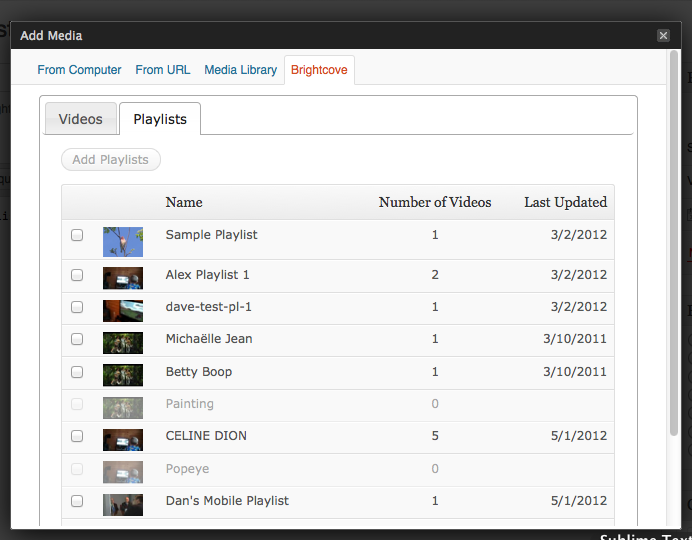 Add Media
From Computer From URL Media Library Brightcove
Videos Playlists
Add Playlists
Name Number of Videos Last Updated
Sample Playlist 1 3/2/2012
Alex Playlist 1 2 3/2/2012
dave-test-pl-1 1 3/2/2012
Michaëlle Jean 1 3/10/2011
Betty Boop 1 3/10/2011
Painting 0
CELINE DION 5 5/1/2012
Popeye 0
Dan's Mobile Playlist 1 5/1/2012
Sublime Text